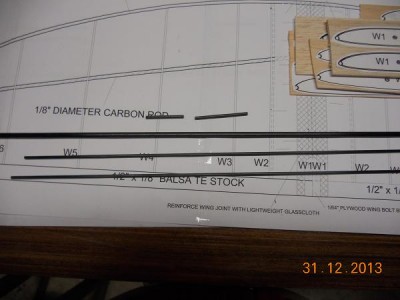 W1
W1
1/8" DIAMETER CARBON ROD
W5
W4
W3
W2
W1
W1
W2
1/2" x 1/8" BALSA TE STOCK
1/2" x 1
REINFORCE WING JOINT WITH LIGHTWEIGHT GLASSCLOTH
PLYWOOD WING BOLT R
31.12.2013